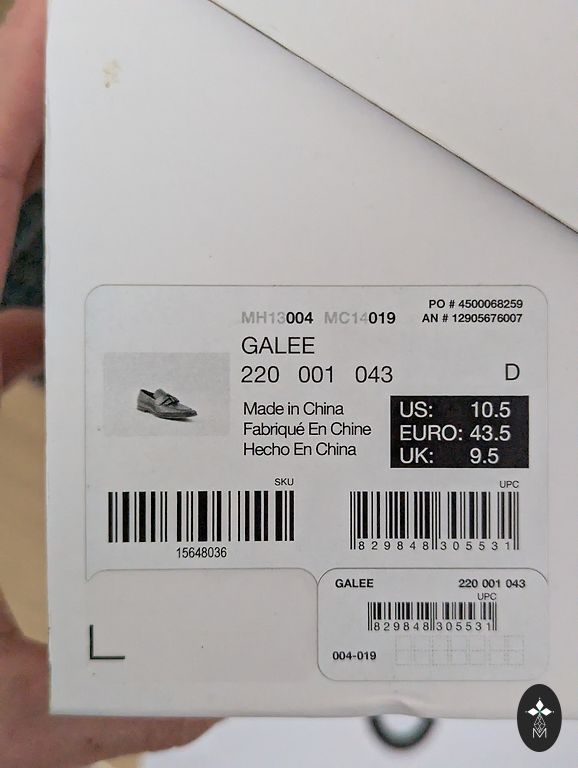 PO # 4500068259
MH13004 MC14019 AN # 12905676007
GALEE
220 001 043 D
Made in China
Fabriqué En Chine
Hecho En China
US: 10.5
EURO: 43.5
UK: 9.5
SKU
15648036
UPC
829848305531
GALEE 220 001 043
UPC
829848305531
004-019
M